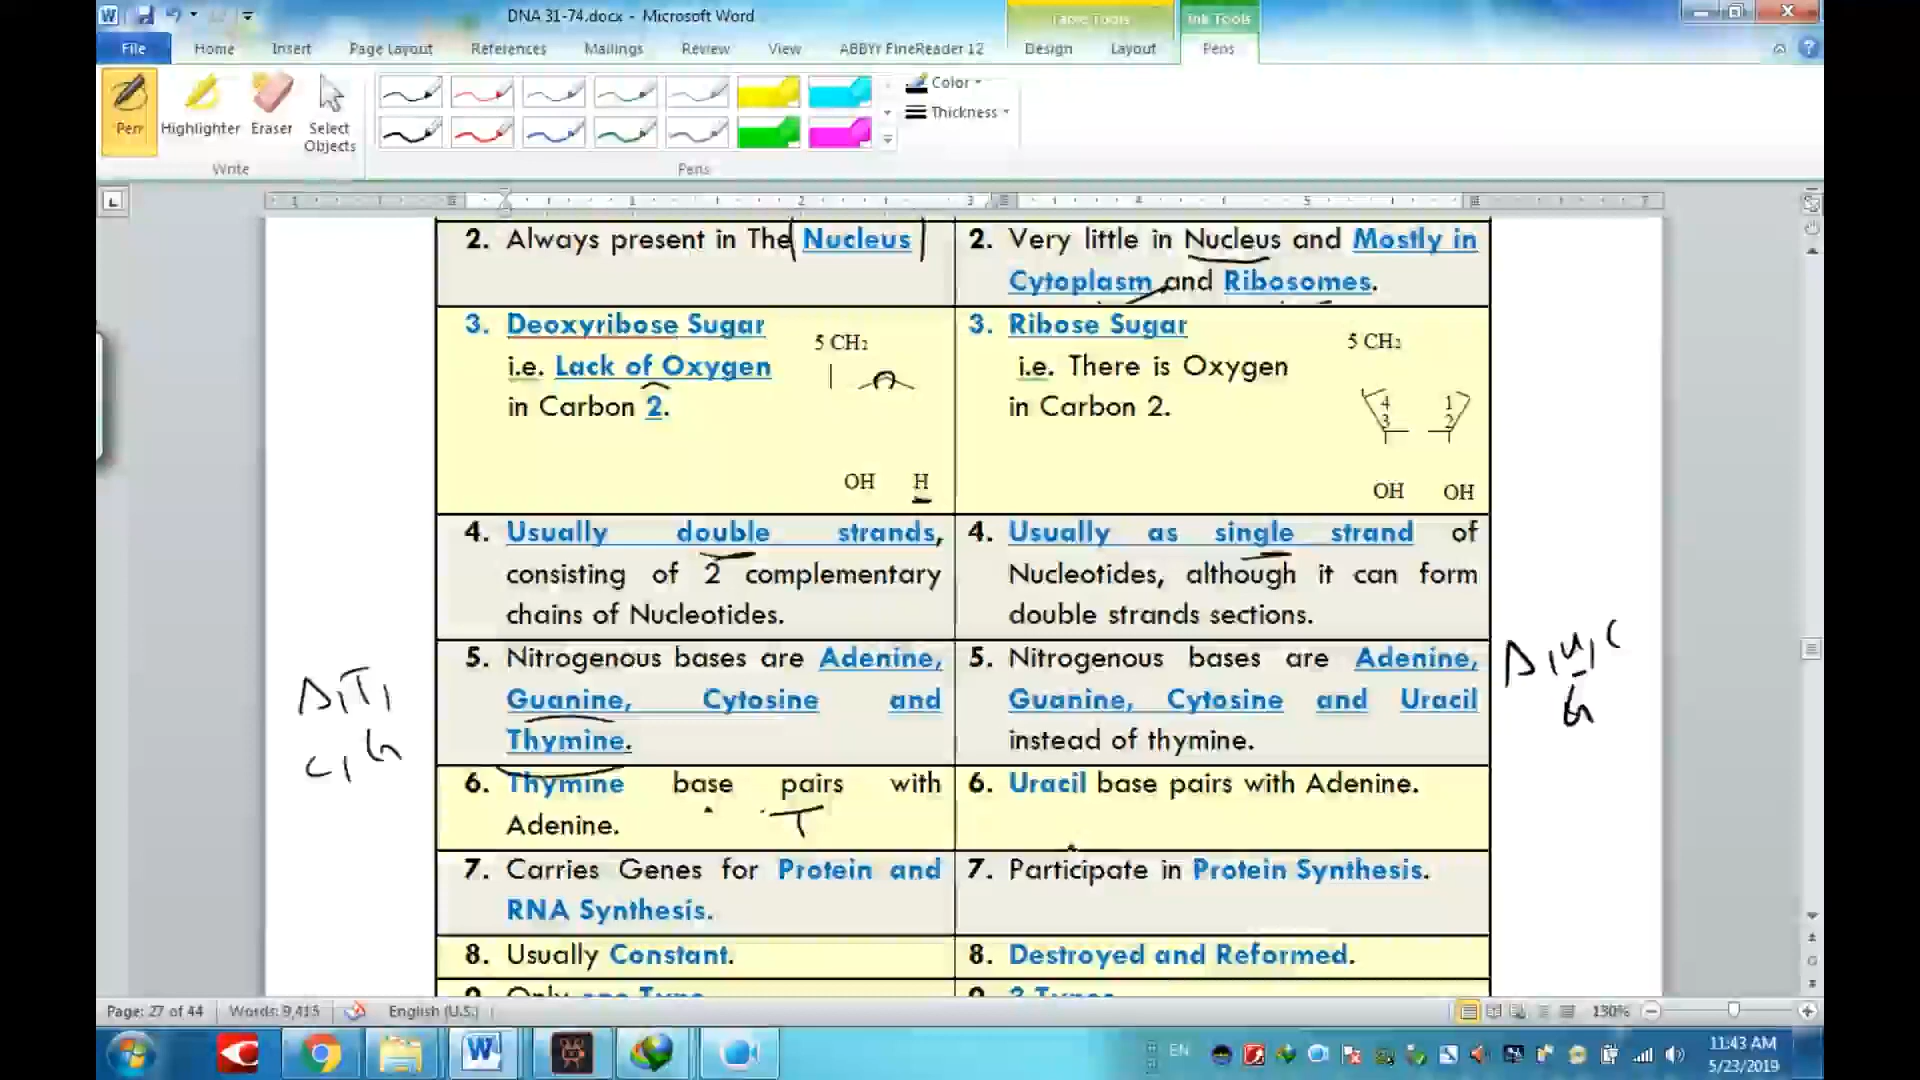 DNA 31-74.docx - Microsoft Word
Table Tools
Ink Tools
File Home Insert Page Layout References Mailings Review View ABBYY FineReader 12 Design Layout Pens
Pen
Highlighter
Eraser
Select
Objects
Color
Thickness
Write
Pens
2. Always present in The Nucleus
2. Very little in Nucleus and Mostly in
Cytoplasm and Ribosomes.
3. Deoxyribose Sugar
i.e. Lack of Oxygen
in Carbon 2.
5 CH2
OH H
3. Ribose Sugar
i.e. There is Oxygen
in Carbon 2.
5 CH2
4 1
3 2
OH OH
4. Usually double strands,
consisting of 2 complementary
chains of Nucleotides.
4. Usually as single strand of
Nucleotides, although it can form
double strands sections.
A,T,
C,G
5. Nitrogenous bases are Adenine,
Guanine, Cytosine and
Thymine.
5. Nitrogenous bases are Adenine,
Guanine, Cytosine and Uracil
instead of thymine.
A,U,C
G
6. Thymine base pairs with
Adenine.
T
6. Uracil base pairs with Adenine.
7. Carries Genes for Protein and
RNA Synthesis.
7. Participate in Protein Synthesis.
8. Usually Constant.
8. Destroyed and Reformed.
9. Only one Type
9. 3 Types
Page: 27 of 44 Words: 9,415 English (U.S.) 130%
EN
11:43 AM
5/23/2019